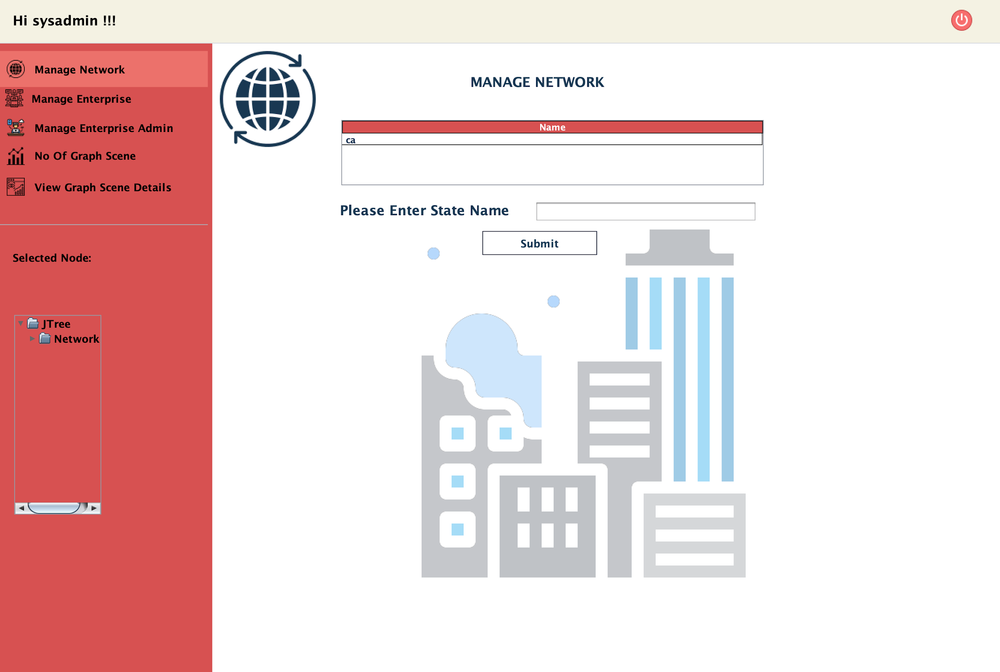 Hi sysadmin !!!
Manage Network
Manage Enterprise
Manage Enterprise Admin
No Of Graph Scene
View Graph Scene Details
Selected Node:
JTree
Network
MANAGE NETWORK
Name
ca
Please Enter State Name
Submit